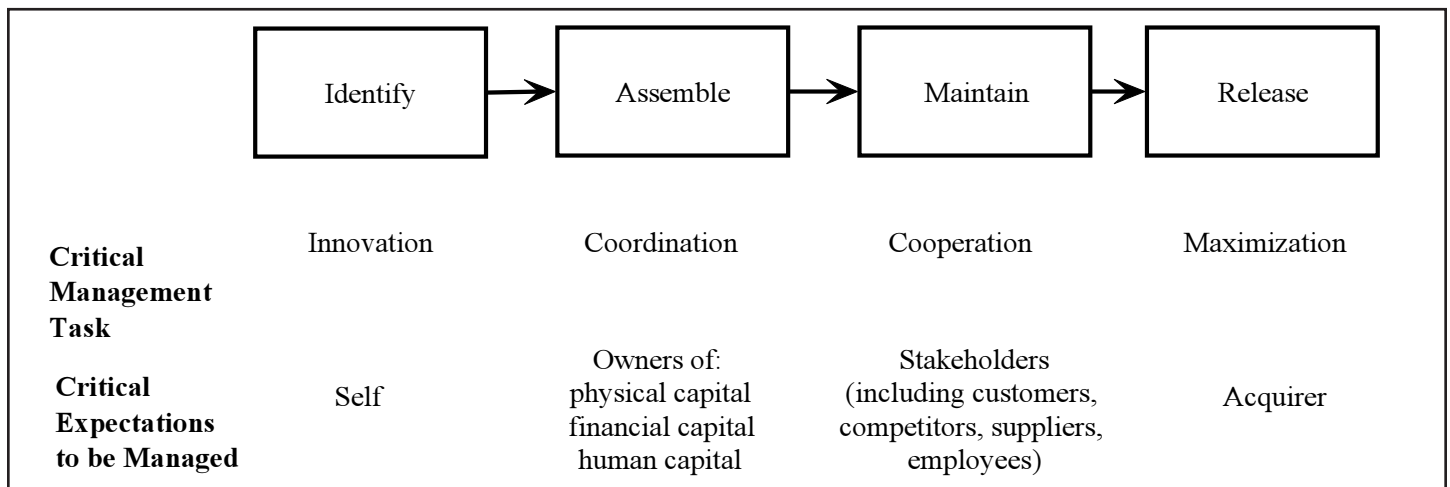 Identify
Assemble
Maintain
Release
Critical
Management
Task
Innovation
Coordination
Cooperation
Maximization
Critical
Expectations
to be Managed
Self
Owners of:
physical capital
financial capital
human capital
Stakeholders
(including customers,
competitors, suppliers,
employees)
Acquirer